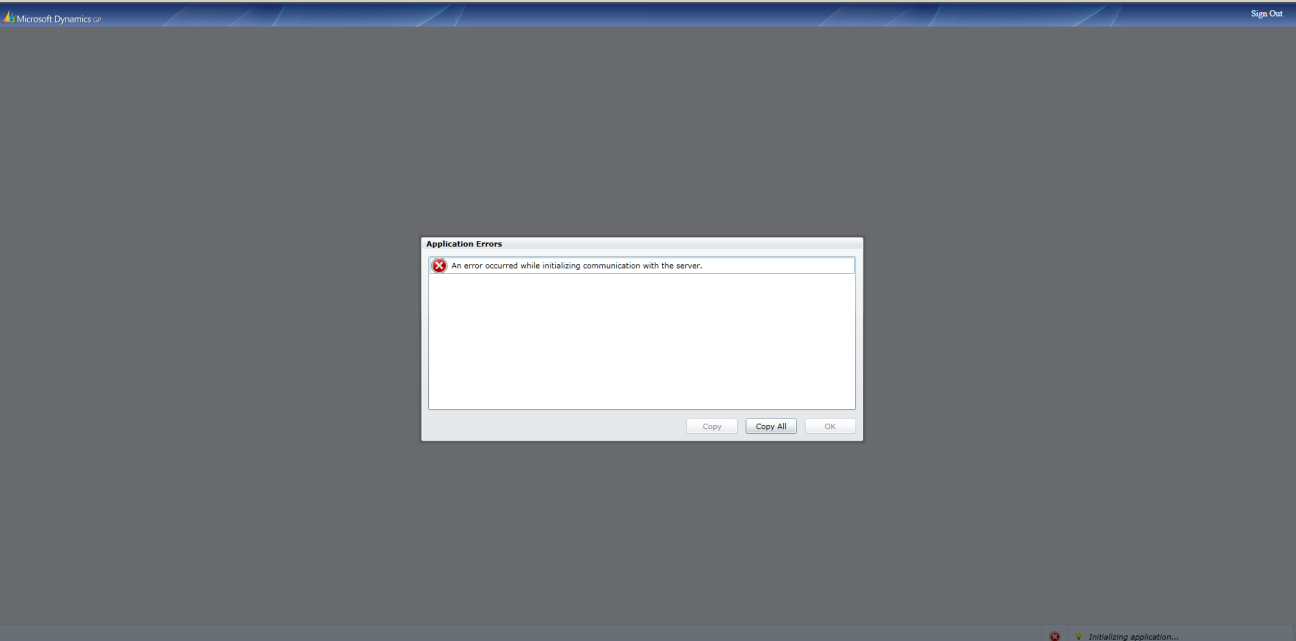 Microsoft Dynamics GP
Sign Out
Application Errors
An error occurred while initializing communication with the server.
Copy
Copy All
OK
Initializing application...